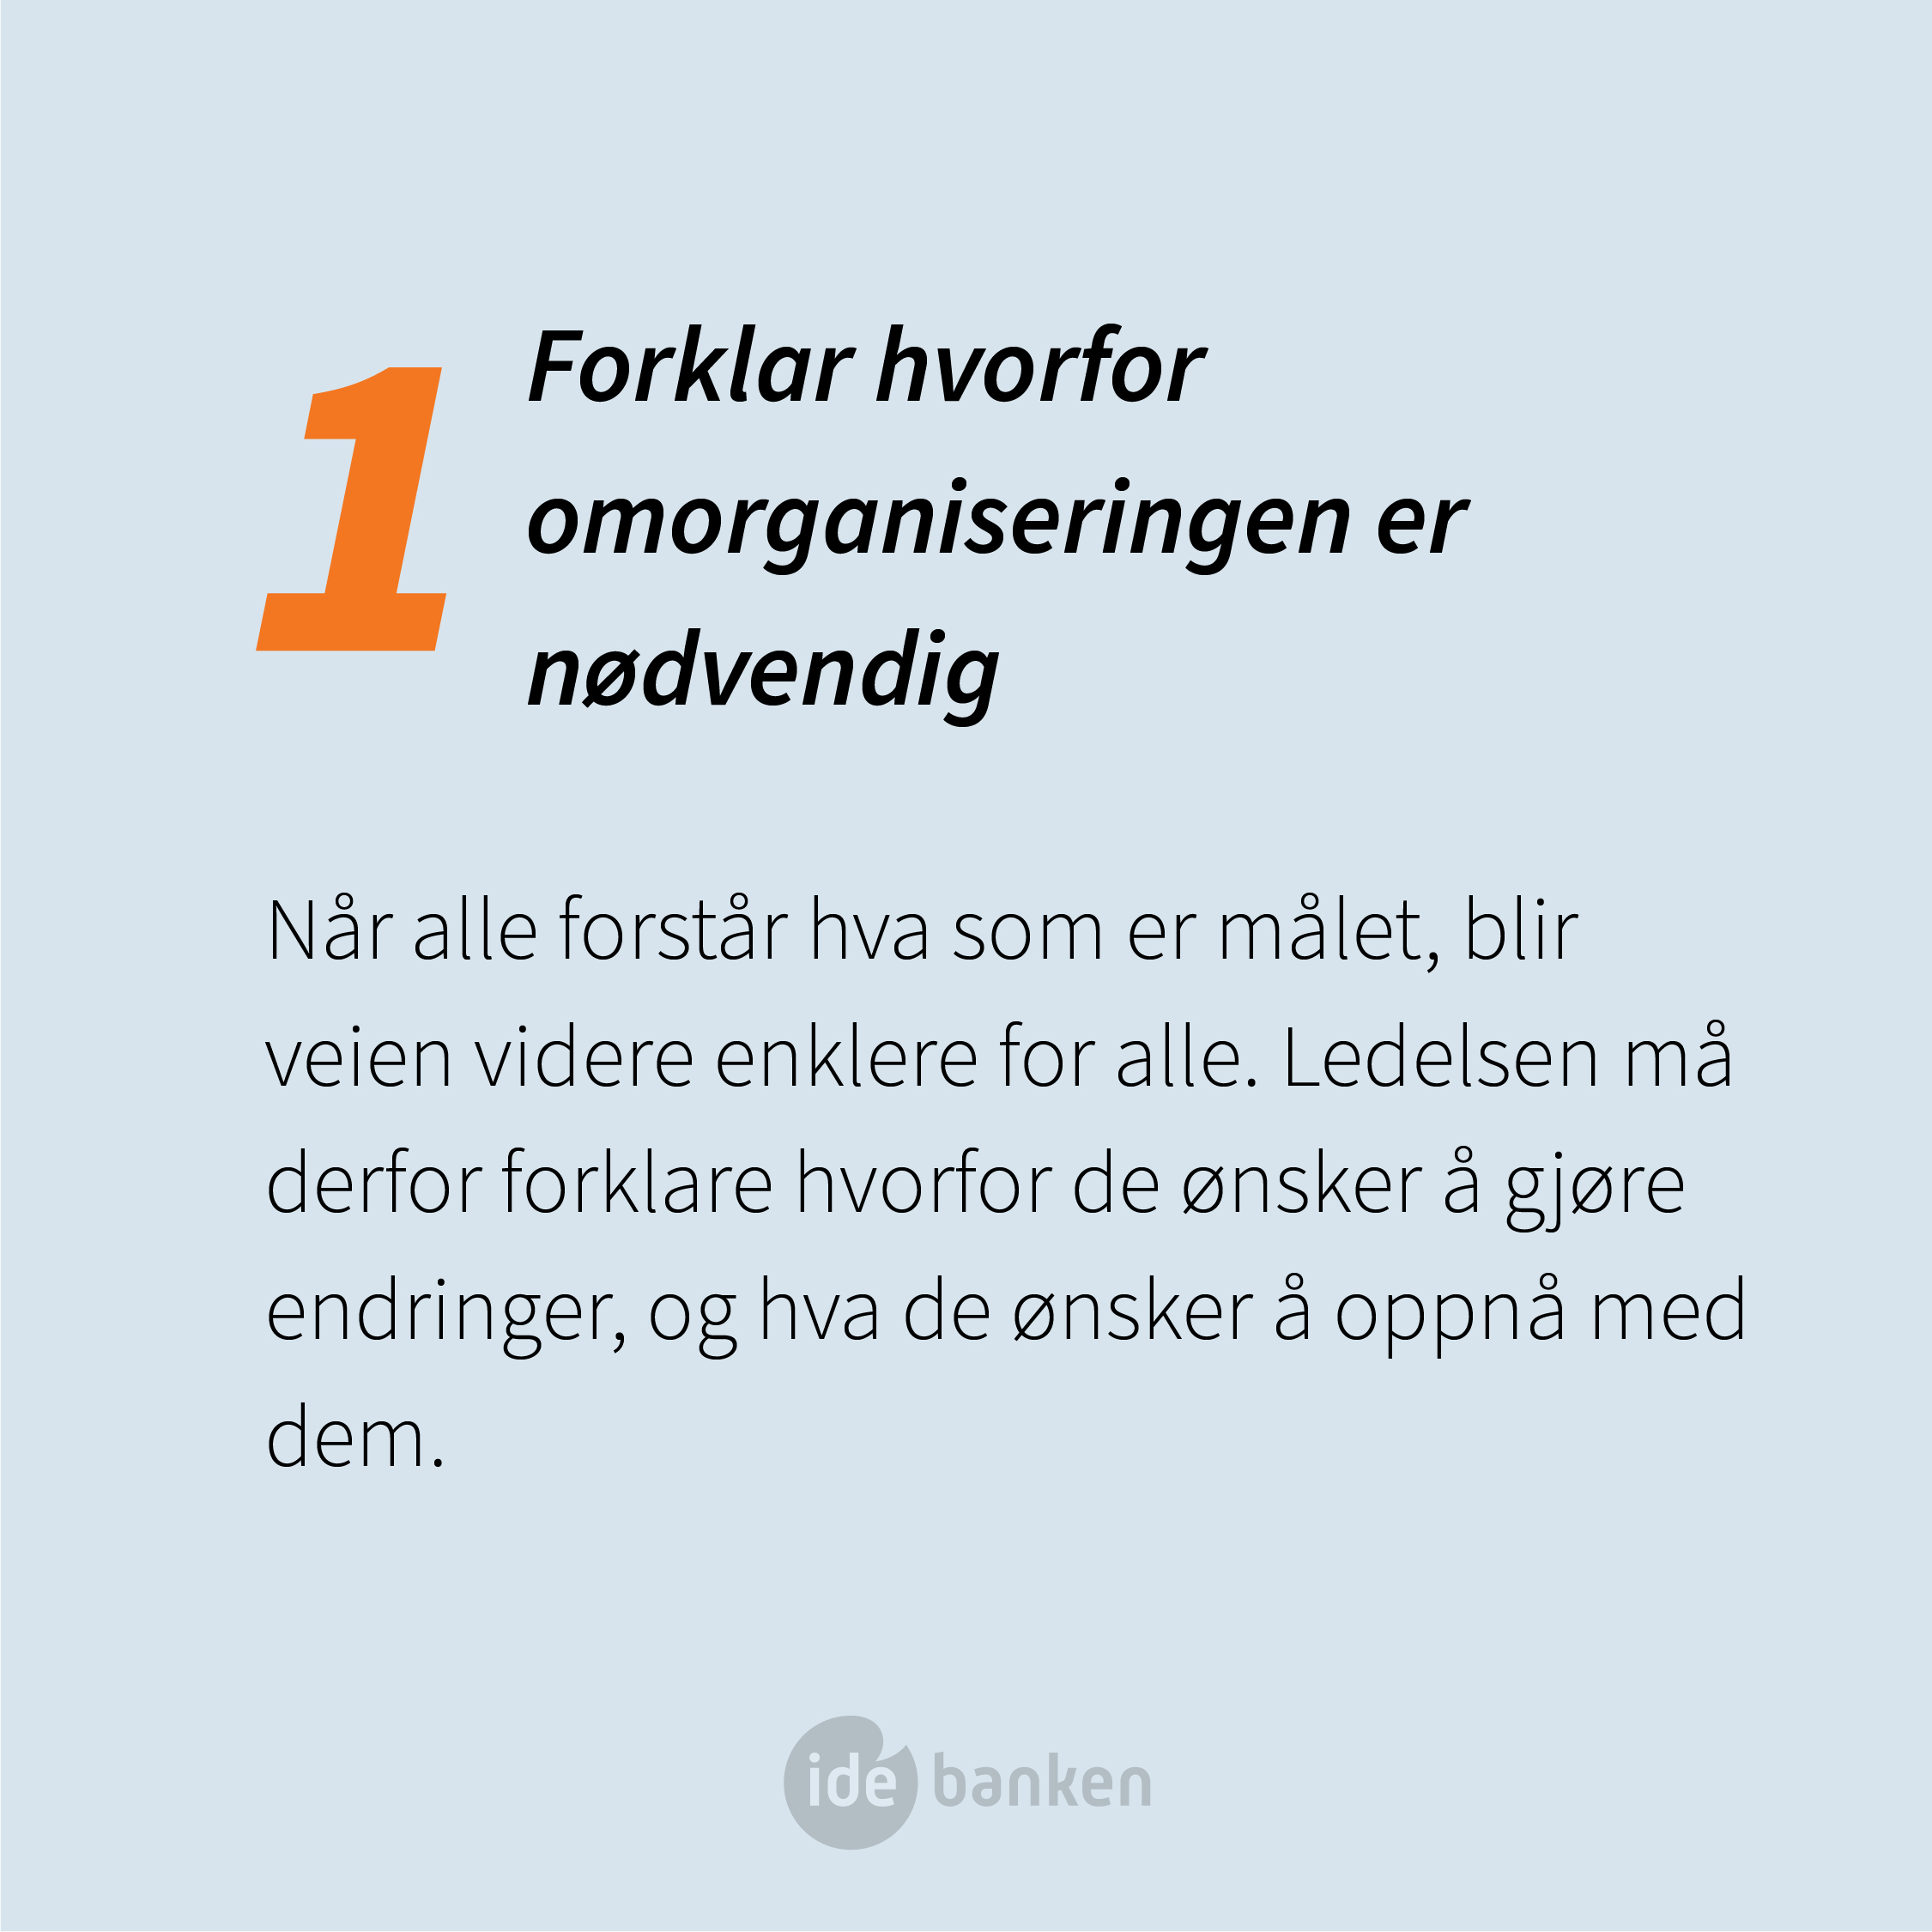 1
Forklar hvorfor
omorganiseringen er
nødvendig
Når alle forstår hva som er målet, blir
veien videre enklere for alle. Ledelsen må
derfor forklare hvorfor de ønsker å gjøre
endringer, og hva de ønsker å oppnå med
dem.
ide banken